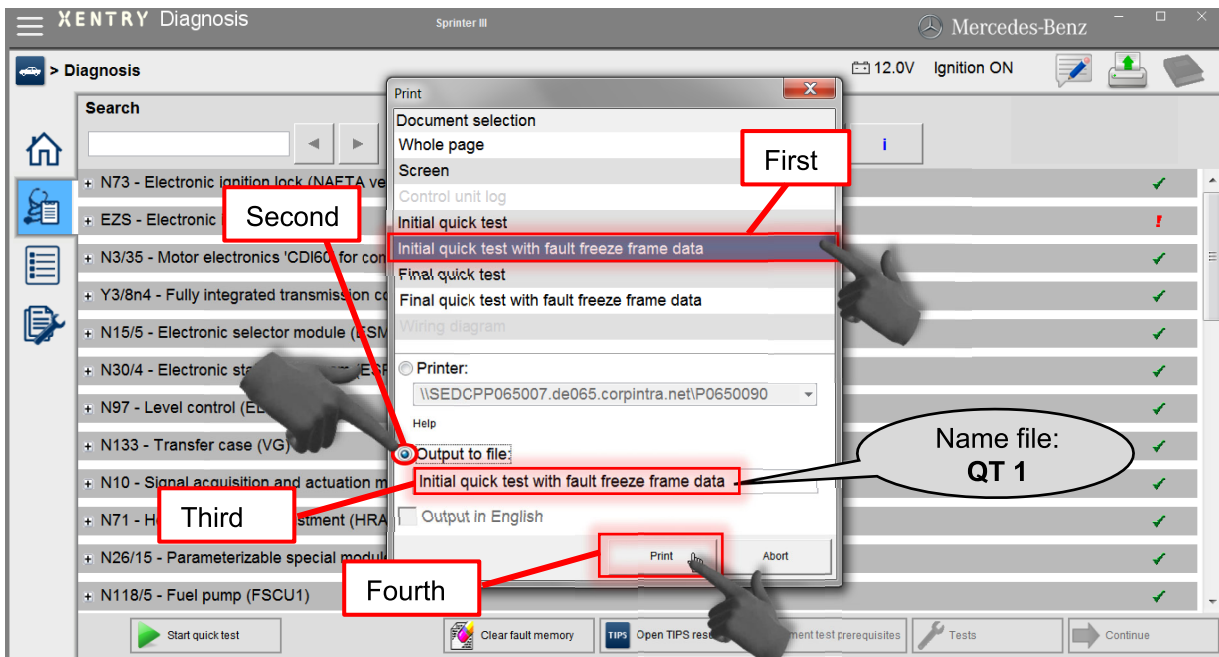 XENTRY Diagnosis
Sprinter III
Mercedes-Benz
> Diagnosis
12.0V
Ignition ON
Search
i
+ N73 - Electronic ignition lock (NAFTA ve
+ EZS - Electronic
+ N3/35 - Motor electronics 'CDI60 for con
+ Y3/8n4 - Fully integrated transmission co
+ N15/5 - Electronic selector module (ESM
+ N30/4 - Electronic (ESP
+ N97 - Level control
+ N133 - Transfer case (VG)
+ N10 - Signal acquisition and actuation m
+ N71 - stment (HRA
+ N26/15 - Parameterizable special module
+ N118/5 - Fuel pump (FSCU1)
Print
Document selection
Whole page
Screen
Control unit log
Initial quick test
Initial quick test with fault freeze frame data
Final quick test
Final quick test with fault freeze frame data
Wiring diagram
Printer:
\\SEDCPP065007.de065.corpintra.net\P0650090
Help
Output to file:
Initial quick test with fault freeze frame data
Output in English
Print
Abort
First
Second
Third
Fourth
Name file:
QT 1
Start quick test
Clear fault memory
TIPS
Open TIPS
ment test prerequisites
Tests
Continue